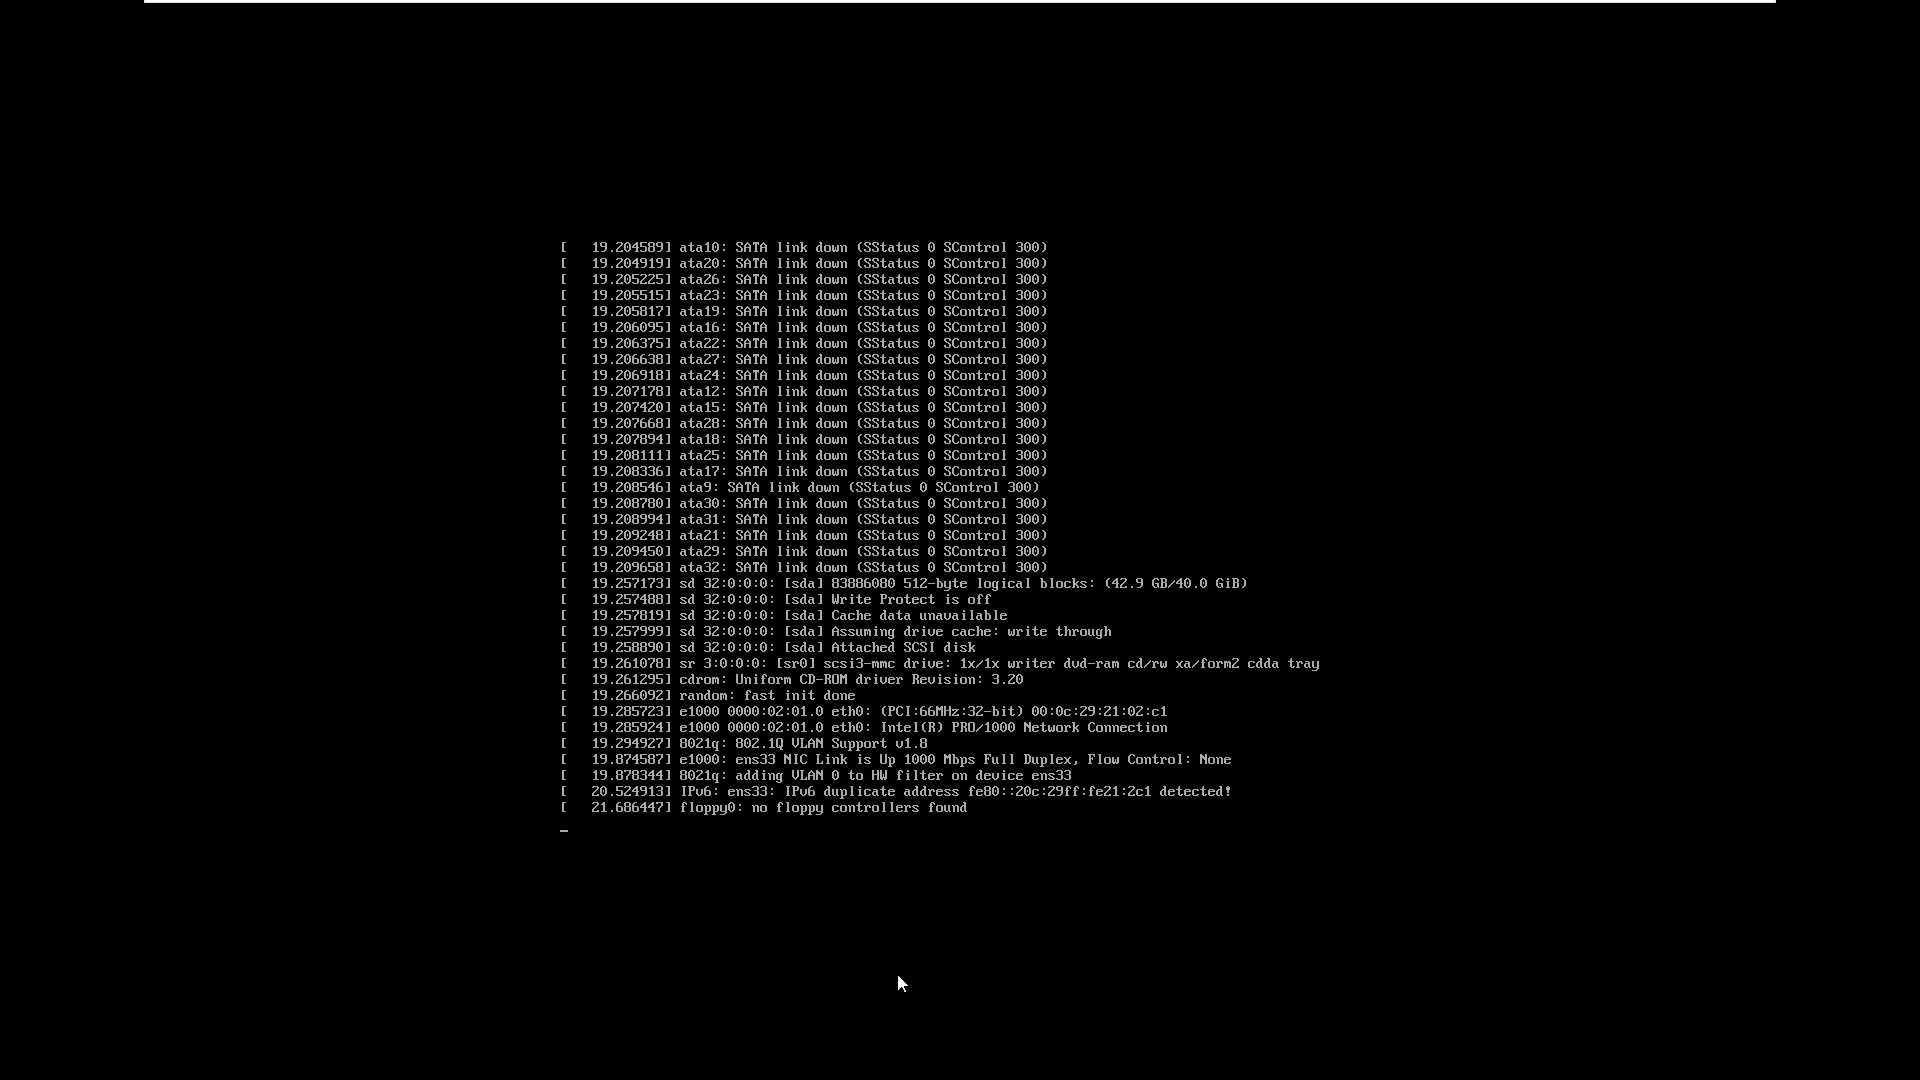 [   19.204589] ata10: SATA link down (SStatus 0 SControl 300)
[   19.204919] ata20: SATA link down (SStatus 0 SControl 300)
[   19.205225] ata26: SATA link down (SStatus 0 SControl 300)
[   19.205515] ata23: SATA link down (SStatus 0 SControl 300)
[   19.205817] ata19: SATA link down (SStatus 0 SControl 300)
[   19.206095] ata16: SATA link down (SStatus 0 SControl 300)
[   19.206375] ata22: SATA link down (SStatus 0 SControl 300)
[   19.206638] ata27: SATA link down (SStatus 0 SControl 300)
[   19.206918] ata24: SATA link down (SStatus 0 SControl 300)
[   19.207178] ata12: SATA link down (SStatus 0 SControl 300)
[   19.207420] ata15: SATA link down (SStatus 0 SControl 300)
[   19.207668] ata28: SATA link down (SStatus 0 SControl 300)
[   19.207894] ata18: SATA link down (SStatus 0 SControl 300)
[   19.208111] ata25: SATA link down (SStatus 0 SControl 300)
[   19.208336] ata17: SATA link down (SStatus 0 SControl 300)
[   19.208546] ata9: SATA link down (SStatus 0 SControl 300)
[   19.208780] ata30: SATA link down (SStatus 0 SControl 300)
[   19.208994] ata31: SATA link down (SStatus 0 SControl 300)
[   19.209248] ata21: SATA link down (SStatus 0 SControl 300)
[   19.209450] ata29: SATA link down (SStatus 0 SControl 300)
[   19.209658] ata32: SATA link down (SStatus 0 SControl 300)
[   19.257173] sd 32:0:0:0: [sda] 83886080 512-byte logical blocks: (42.9 GB/40.0 GiB)
[   19.257488] sd 32:0:0:0: [sda] Write Protect is off
[   19.257819] sd 32:0:0:0: [sda] Cache data unavailable
[   19.257999] sd 32:0:0:0: [sda] Assuming drive cache: write through
[   19.258890] sd 32:0:0:0: [sda] Attached SCSI disk
[   19.261078] sr 3:0:0:0: [sr0] scsi3-mmc drive: 1x/1x writer dvd-ram cd/rw xa/form2 cdda tray
[   19.261295] cdrom: Uniform CD-ROM driver Revision: 3.20
[   19.266092] random: fast init done
[   19.285723] e1000 0000:02:01.0 eth0: (PCI:66MHz:32-bit) 00:0c:29:21:02:c1
[   19.285924] e1000 0000:02:01.0 eth0: Intel(R) PRO/1000 Network Connection
[   19.294927] 8021q: 802.1Q VLAN Support v1.8
[   19.874587] e1000: ens33 NIC Link is Up 1000 Mbps Full Duplex, Flow Control: None
[   19.878344] 8021q: adding VLAN 0 to HW filter on device ens33
[   20.524913] IPv6: ens33: IPv6 duplicate address fe80::20c:29ff:fe21:2c1 detected!
[   21.686447] floppy0: no floppy controllers found
_